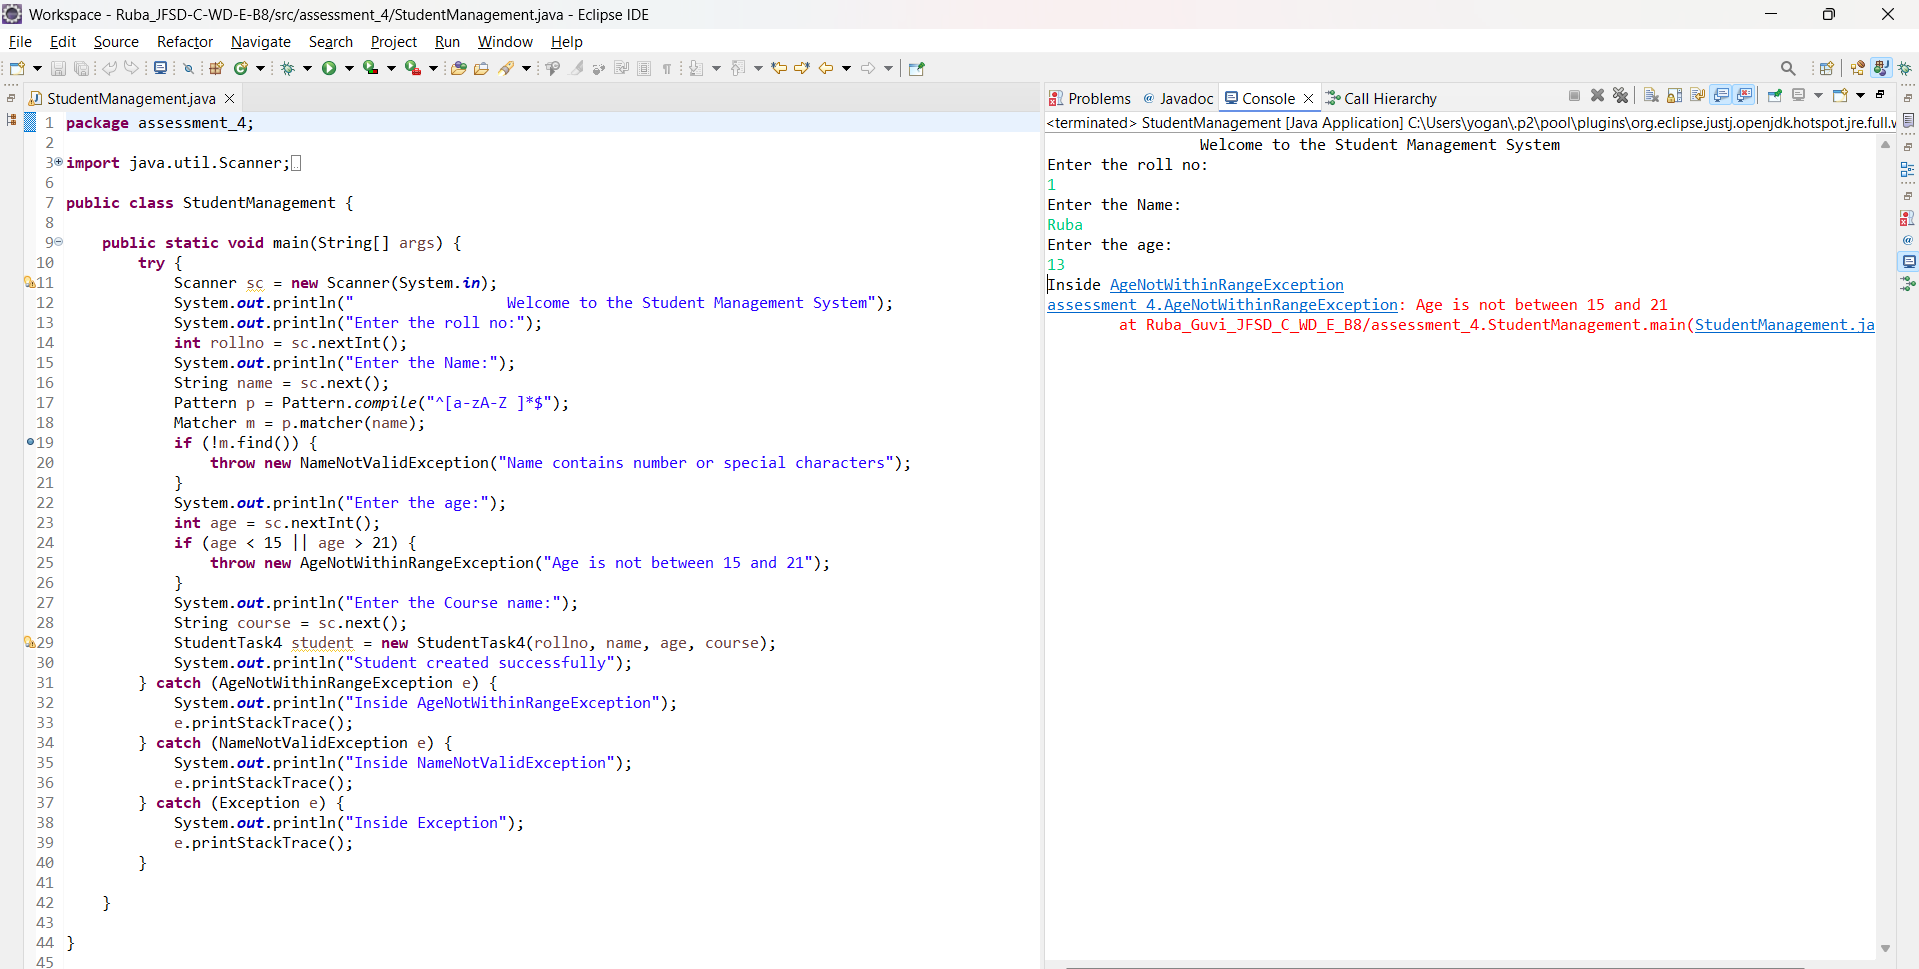 Workspace - Ruba_JFSD-C-WD-E-B8/src/assessment_4/StudentManagement.java - Eclipse IDE
File Edit Source Refactor Navigate Search Project Run Window Help
StudentManagement.java
1 package assessment_4;
2
3 import java.util.Scanner;
6
7 public class StudentManagement {
8
9     public static void main(String[] args) {
10         try {
11             Scanner sc = new Scanner(System.in);
12             System.out.println("                 Welcome to the Student Management System");
13             System.out.println("Enter the roll no:");
14             int rollno = sc.nextInt();
15             System.out.println("Enter the Name:");
16             String name = sc.next();
17             Pattern p = Pattern.compile("^[a-zA-Z ]*$");
18             Matcher m = p.matcher(name);
19             if (!m.find()) {
20                 throw new NameNotValidException("Name contains number or special characters");
21             }
22             System.out.println("Enter the age:");
23             int age = sc.nextInt();
24             if (age < 15 || age > 21) {
25                 throw new AgeNotWithinRangeException("Age is not between 15 and 21");
26             }
27             System.out.println("Enter the Course name:");
28             String course = sc.next();
29             StudentTask4 student = new StudentTask4(rollno, name, age, course);
30             System.out.println("Student created successfully");
31         } catch (AgeNotWithinRangeException e) {
32             System.out.println("Inside AgeNotWithinRangeException");
33             e.printStackTrace();
34         } catch (NameNotValidException e) {
35             System.out.println("Inside NameNotValidException");
36             e.printStackTrace();
37         } catch (Exception e) {
38             System.out.println("Inside Exception");
39             e.printStackTrace();
40         }
41
42     }
43
44 }
45
Problems @ Javadoc Console Call Hierarchy
<terminated> StudentManagement [Java Application] C:\Users\yogan\.p2\pool\plugins\org.eclipse.justj.openjdk.hotspot.jre.full.w
Welcome to the Student Management System
Enter the roll no:
1
Enter the Name:
Ruba
Enter the age:
13
Inside AgeNotWithinRangeException
assessment_4.AgeNotWithinRangeException: Age is not between 15 and 21
at Ruba_Guvi_JFSD_C_WD_E_B8/assessment_4.StudentManagement.main(StudentManagement.ja